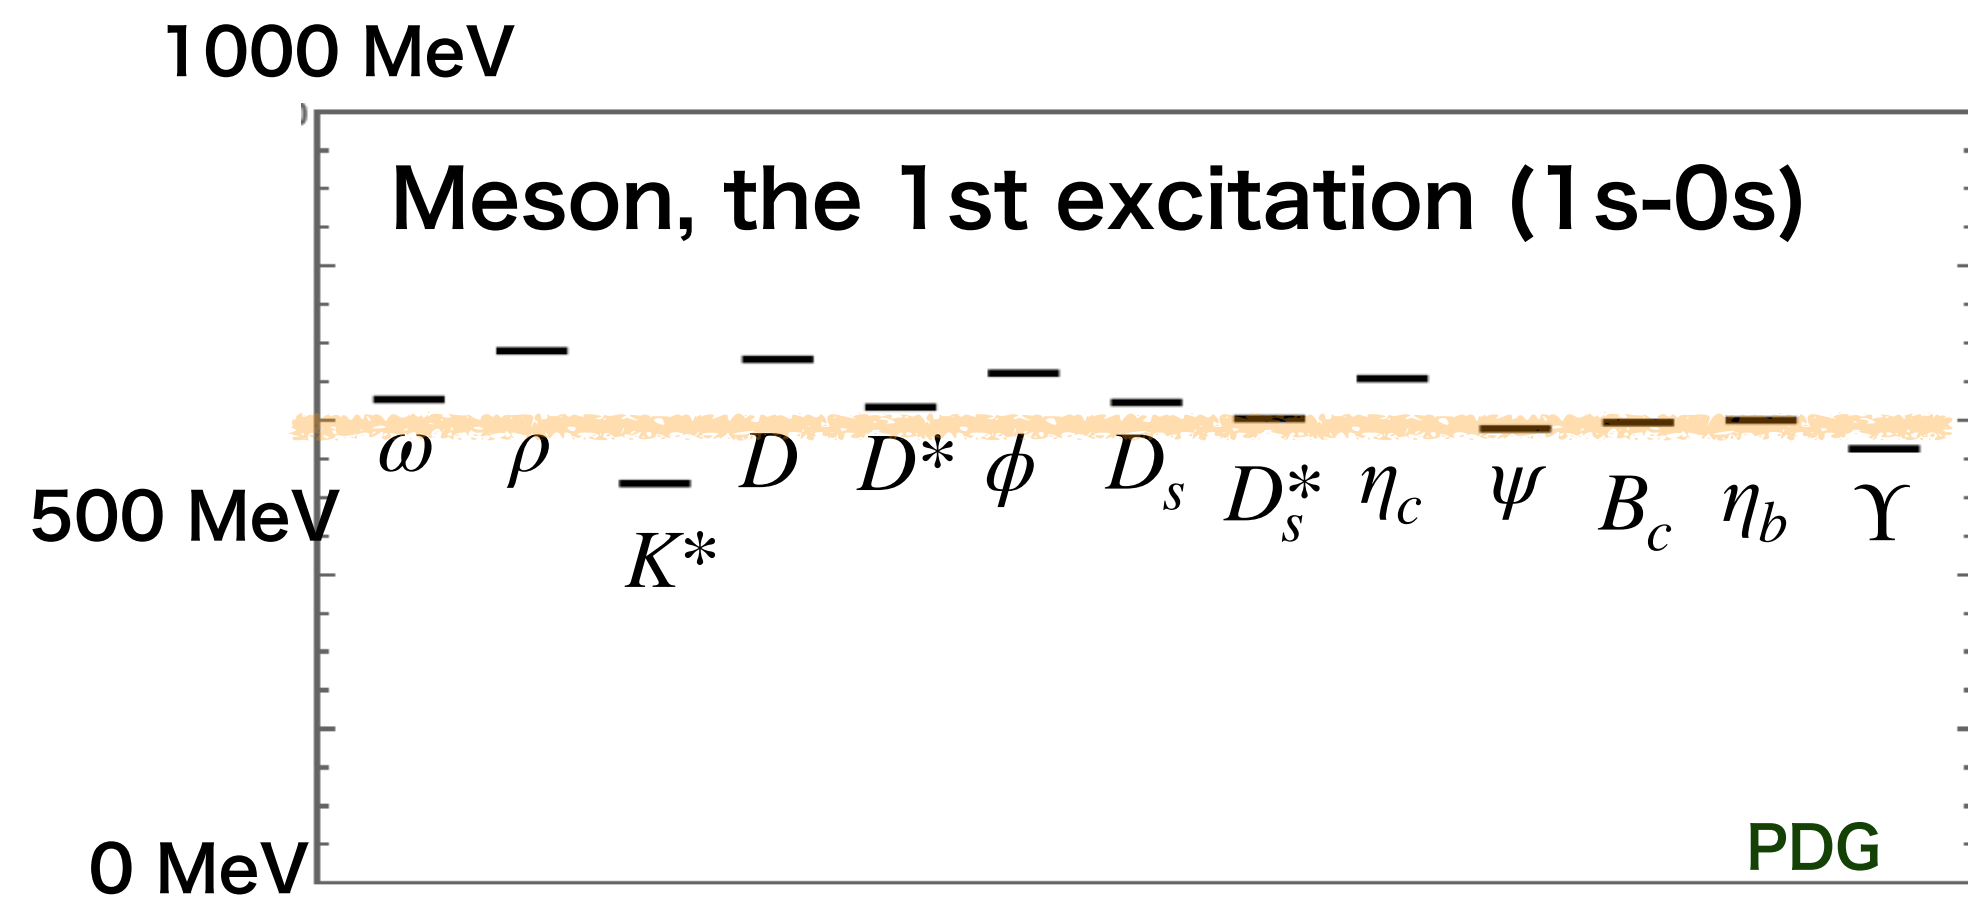 1000 MeV
Meson, the 1st excitation (1s-0s)
ω ρ D D* ϕ D_s D_s^* η_c ψ B_c η_b ϒ
500 MeV
K*
PDG
0 MeV